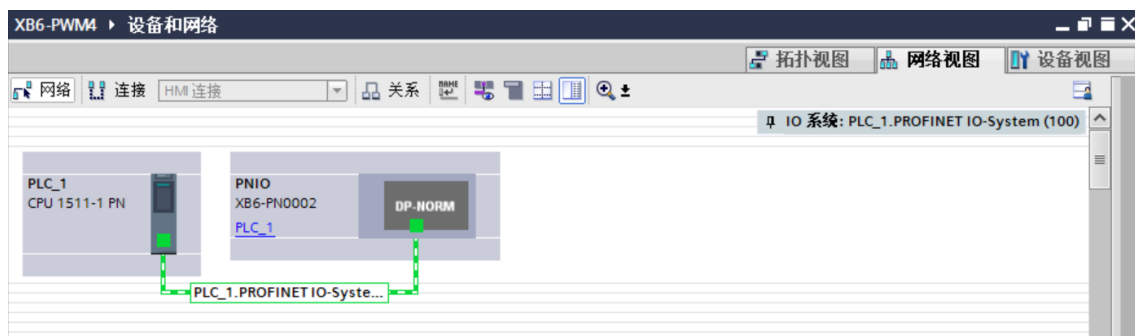 XB6-PWM4 ▸ 设备和网络
拓扑视图 网络视图 设备视图
网络 连接 HMI 连接 关系
IO 系统: PLC_1.PROFINET IO-System (100)
PLC_1
CPU 1511-1 PN
PNIO
XB6-PN0002
PLC_1
DP-NORM
PLC_1.PROFINET IO-Syste...